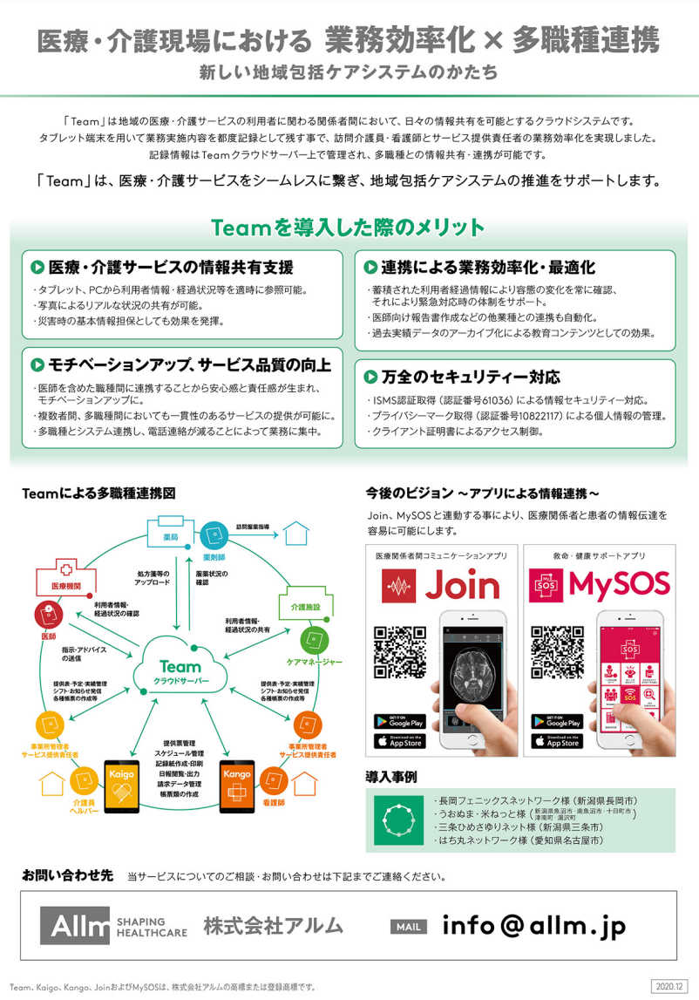 医療・介護現場における 業務効率化×多職種連携
新しい地域包括ケアシステムのかたち
「Team」は地域の医療・介護サービスの利用者に関わる関係者間において、日々の情報共有を可能とするクラウドシステムです。
タブレット端末を用いて業務実施内容を都度記録として残す事で、訪問介護員・看護師とサービス提供責任者の業務効率化を実現しました。
記録情報はTeamクラウドサーバー上で管理され、多職種との情報共有・連携が可能です。
「Team」は、医療・介護サービスをシームレスに繋ぎ、地域包括ケアシステムの推進をサポートします。
Teamを導入した際のメリット
医療・介護サービスの情報共有支援
・タブレット、PCから利用者情報・経過状況等を適時に参照可能。
・写真によるリアルな状況の共有が可能。
・災害時の基本情報担保としても効果を発揮。
連携による業務効率化・最適化
・蓄積された利用者経過情報により容態の変化を常に確認、
それにより緊急対応時の体制をサポート。
・医師向け報告書作成などの他業種との連携も自動化。
・過去実績データのアーカイブ化による教育コンテンツとしての効果。
モチベーションアップ、サービス品質の向上
・医師を含めた職種間に連携することから安心感と責任感が生まれ、
モチベーションアップに。
・複数者間、多職種間においても一貫性のあるサービスの提供が可能に。
・多職種とシステム連携し、電話連絡が減ることによって業務に集中。
万全のセキュリティー対応
・ISMS認証取得（認証番号61036）による情報セキュリティー対応。
・プライバシーマーク取得（認証番号10822117）による個人情報の管理。
・クライアント証明書によるアクセス制御。
Teamによる多職種連携図
訪問服薬指導
薬局
薬剤師
処方箋等の
アップロード
服薬状況の
確認
医療機関
医師
利用者情報・
経過状況の確認
指示・アドバイス
の送信
利用者情報・
経過状況の共有
介護施設
ケアマネージャー
Team
クラウドサーバー
提供表・予定・実績管理
シフト・お知らせ発信
各種帳票の作成等
提供表・予定・実績管理
シフト・お知らせ発信
各種帳票の作成等
事業所管理者
サービス提供責任者
事業所管理者
サービス提供責任者
提供票管理
スケジュール管理
記録紙作成・印刷
日報閲覧・出力
請求データ管理
帳票類の作成
介護員
ヘルパー
Kaigo
Kango
看護師
今後のビジョン ～アプリによる情報連携～
Join、MySOSと連動する事により、医療関係者と患者の情報伝達を
容易に可能にします。
医療関係者間コミュニケーションアプリ
Join
GET IT ON
Google Play
Download on the
App Store
救命・健康サポートアプリ
My
SOS
MySOS
My
SOS
SOS
GET IT ON
Google Play
Download on the
App Store
導入事例
・長岡フェニックスネットワーク様（新潟県長岡市）
・うおぬま・米ねっと様（新潟県魚沼市・南魚沼市・十日町市
津南町・湯沢町）
・三条ひめさゆりネット様（新潟県三条市）
・はち丸ネットワーク様（愛知県名古屋市）
お問い合わせ先 当サービスについてのご相談・お問い合わせは下記までご連絡ください。
Allm SHAPING
HEALTHCARE
株式会社アルム
MAIL info@allm.jp
Team、Kaigo、Kango、JoinおよびMySOSは、株式会社アルムの商標または登録商標です。
2020.12